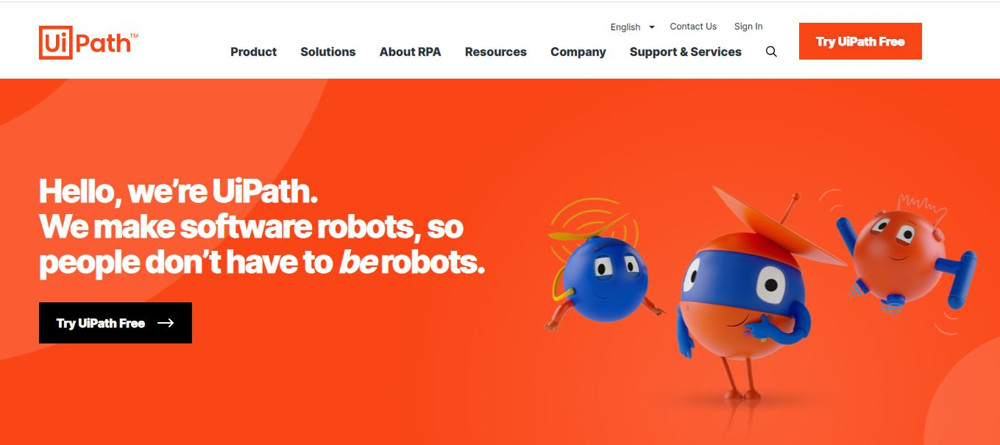 UiPath™
English
Contact Us
Sign In
Product
Solutions
About RPA
Resources
Company
Support & Services
Try UiPath Free
Hello, we’re UiPath.
We make software robots, so
people don’t have to be robots.
Try UiPath Free